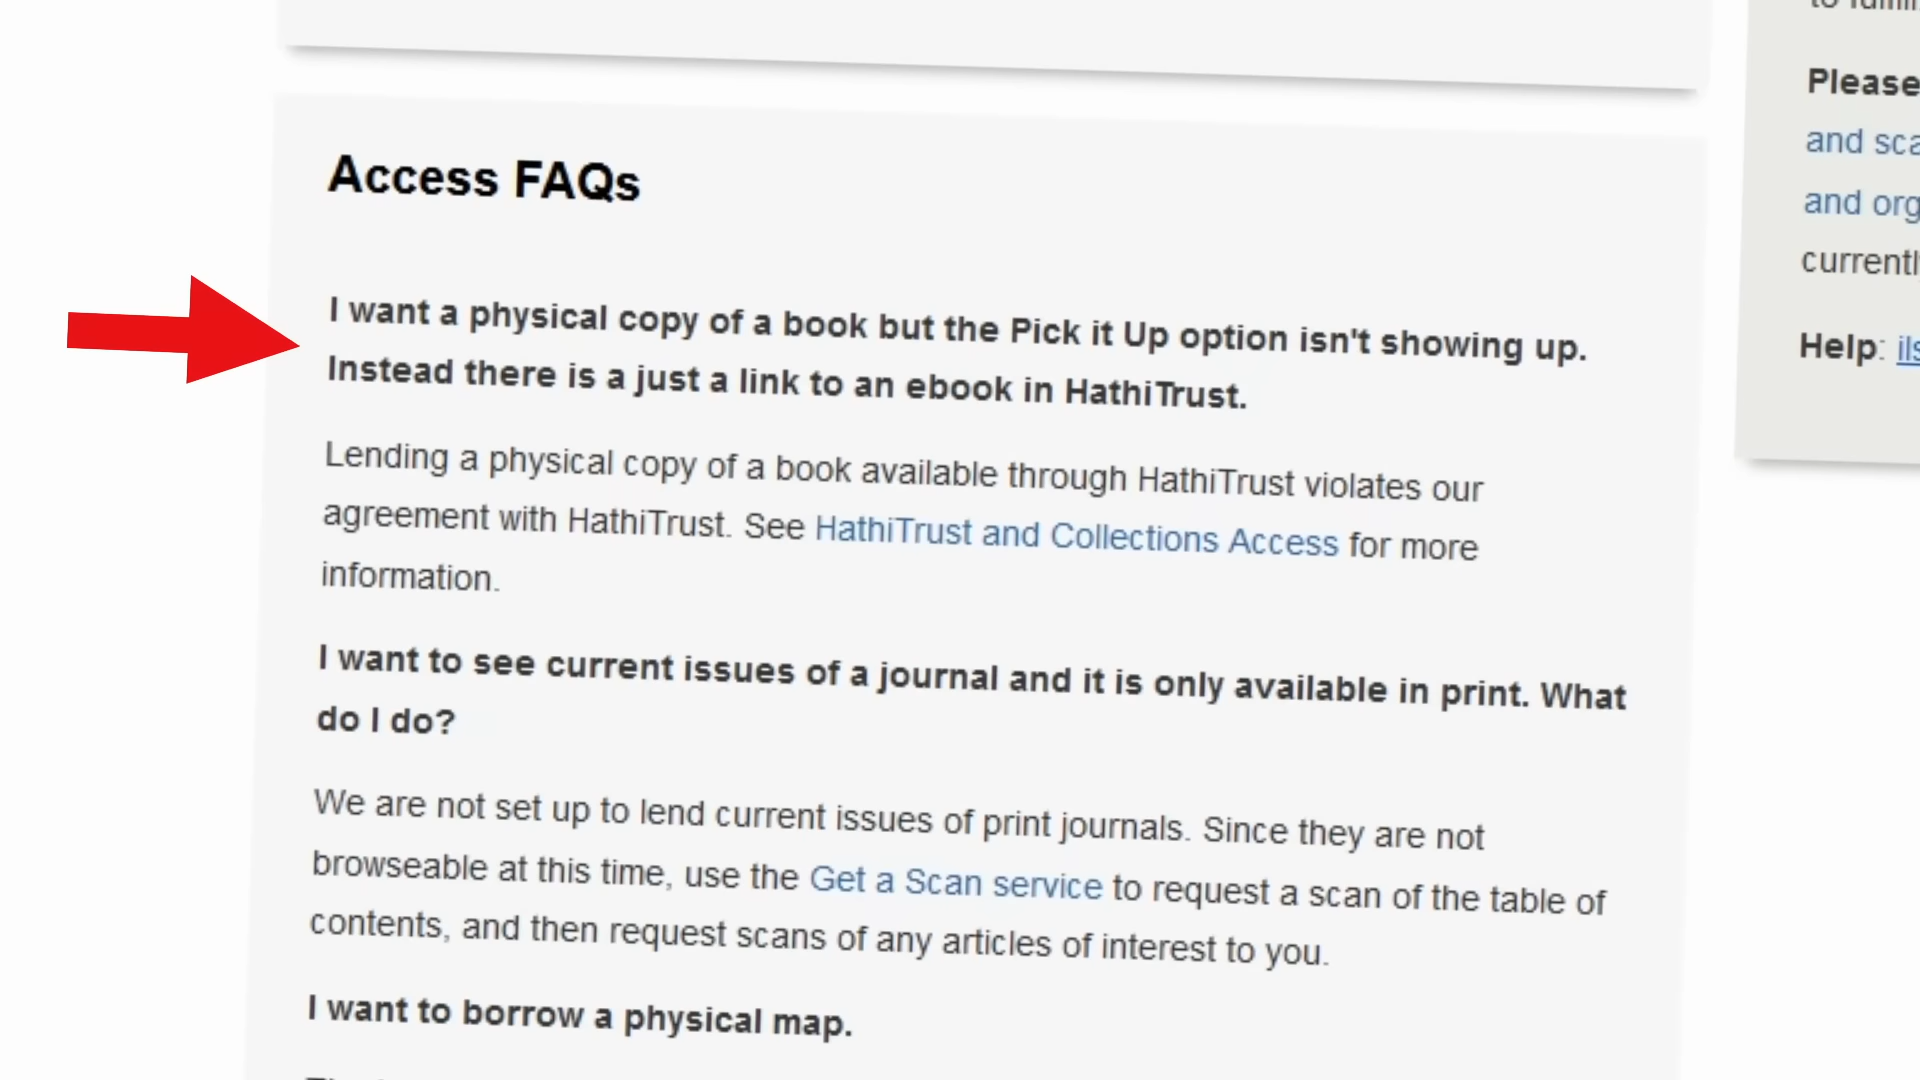 Access FAQs
I want a physical copy of a book but the Pick it Up option isn't showing up.
Instead there is a just a link to an ebook in HathiTrust.
Lending a physical copy of a book available through HathiTrust violates our
agreement with HathiTrust. See HathiTrust and Collections Access for more
information.
I want to see current issues of a journal and it is only available in print. What
do I do?
We are not set up to lend current issues of print journals. Since they are not
browseable at this time, use the Get a Scan service to request a scan of the table of
contents, and then request scans of any articles of interest to you.
I want to borrow a physical map.
Please
and
and
Help: